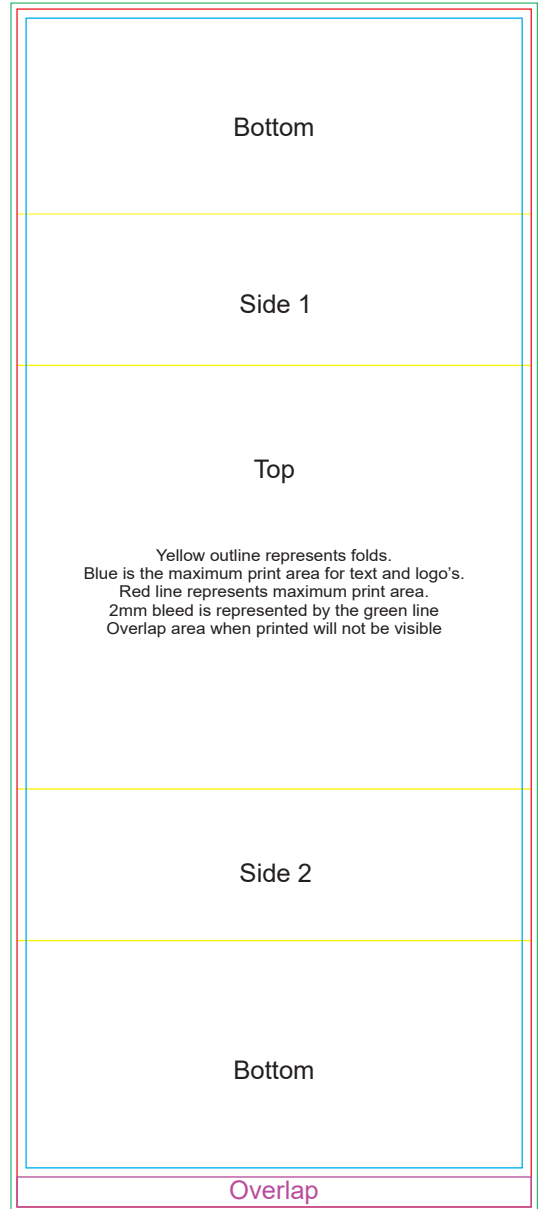 Bottom
Side 1
Top
Yellow outline represents folds.
Blue is the maximum print area for text and logo’s.
Red line represents maximum print area.
2mm bleed is represented by the green line
Overlap area when printed will not be visible
Side 2
Bottom
Overlap